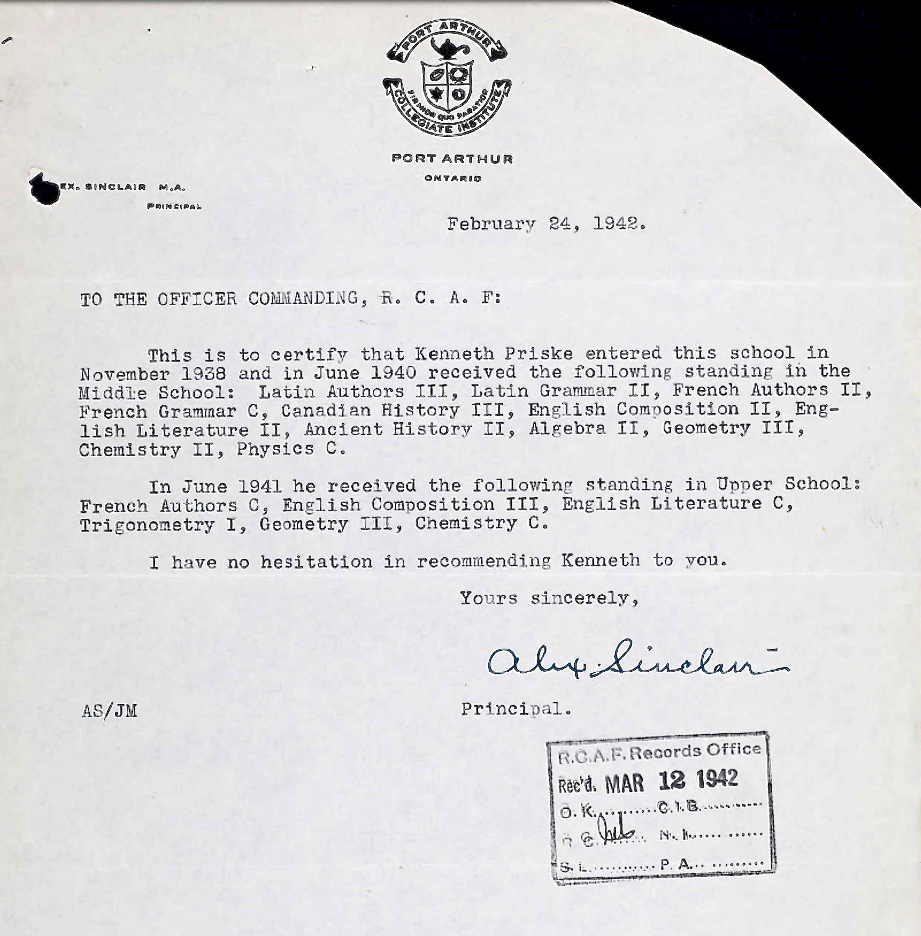 PORT ARTHUR
COLLEGIATE INSTITUTE
PORT ARTHUR
ONTARIO
EX. SINCLAIR M.A.
PRINCIPAL
February 24, 1942.
TO THE OFFICER COMMANDING, R. C. A. F:
This is to certify that Kenneth Priske entered this school in
November 1938 and in June 1940 received the following standing in the
Middle School: Latin Authors III, Latin Grammar II, French Authors II,
French Grammar C, Canadian History III, English Composition II, Eng-
lish Literature II, Ancient History II, Algebra II, Geometry III,
Chemistry II, Physics C.
In June 1941 he received the following standing in Upper School:
French Authors C, English Composition III, English Literature C,
Trigonometry I, Geometry III, Chemistry C.
I have no hesitation in recommending Kenneth to you.
Yours sincerely,
Alex. Sinclair
AS/JM
Principal.
R.C.A.F. Records Office
Rec'd. MAR 12 1942
O. K. ......... C.I.B. ..........
C. ......... N. I. ..........
S. L. ......... P. A. ..........